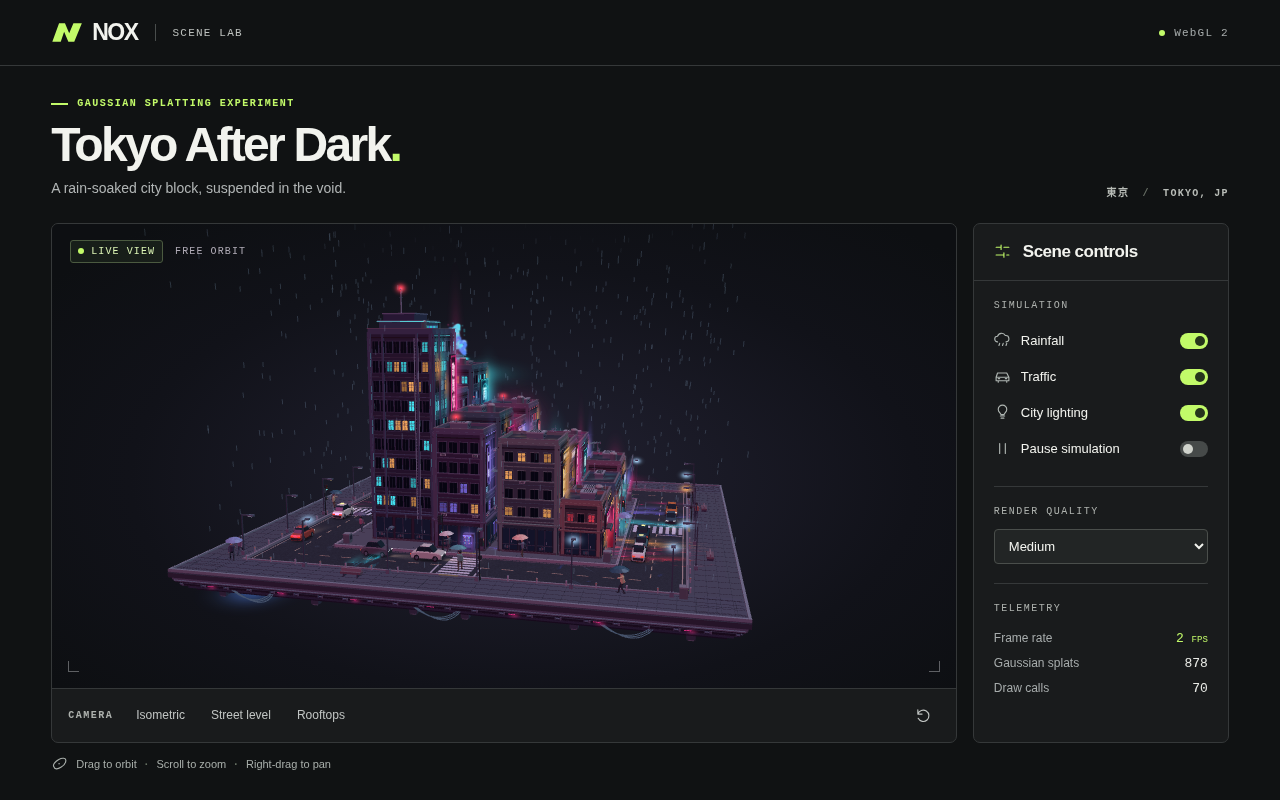 NOX SCENE LAB WebGL 2
GAUSSIAN SPLATTING EXPERIMENT
Tokyo After Dark.
A rain-soaked city block, suspended in the void.
東京 / TOKYO, JP
LIVE VIEW FREE ORBIT
Scene controls
SIMULATION
Rainfall
Traffic
City lighting
Pause simulation
RENDER QUALITY
Medium
TELEMETRY
Frame rate 2 FPS
Gaussian splats 878
Draw calls 70
CAMERA Isometric Street level Rooftops
Drag to orbit · Scroll to zoom · Right-drag to pan